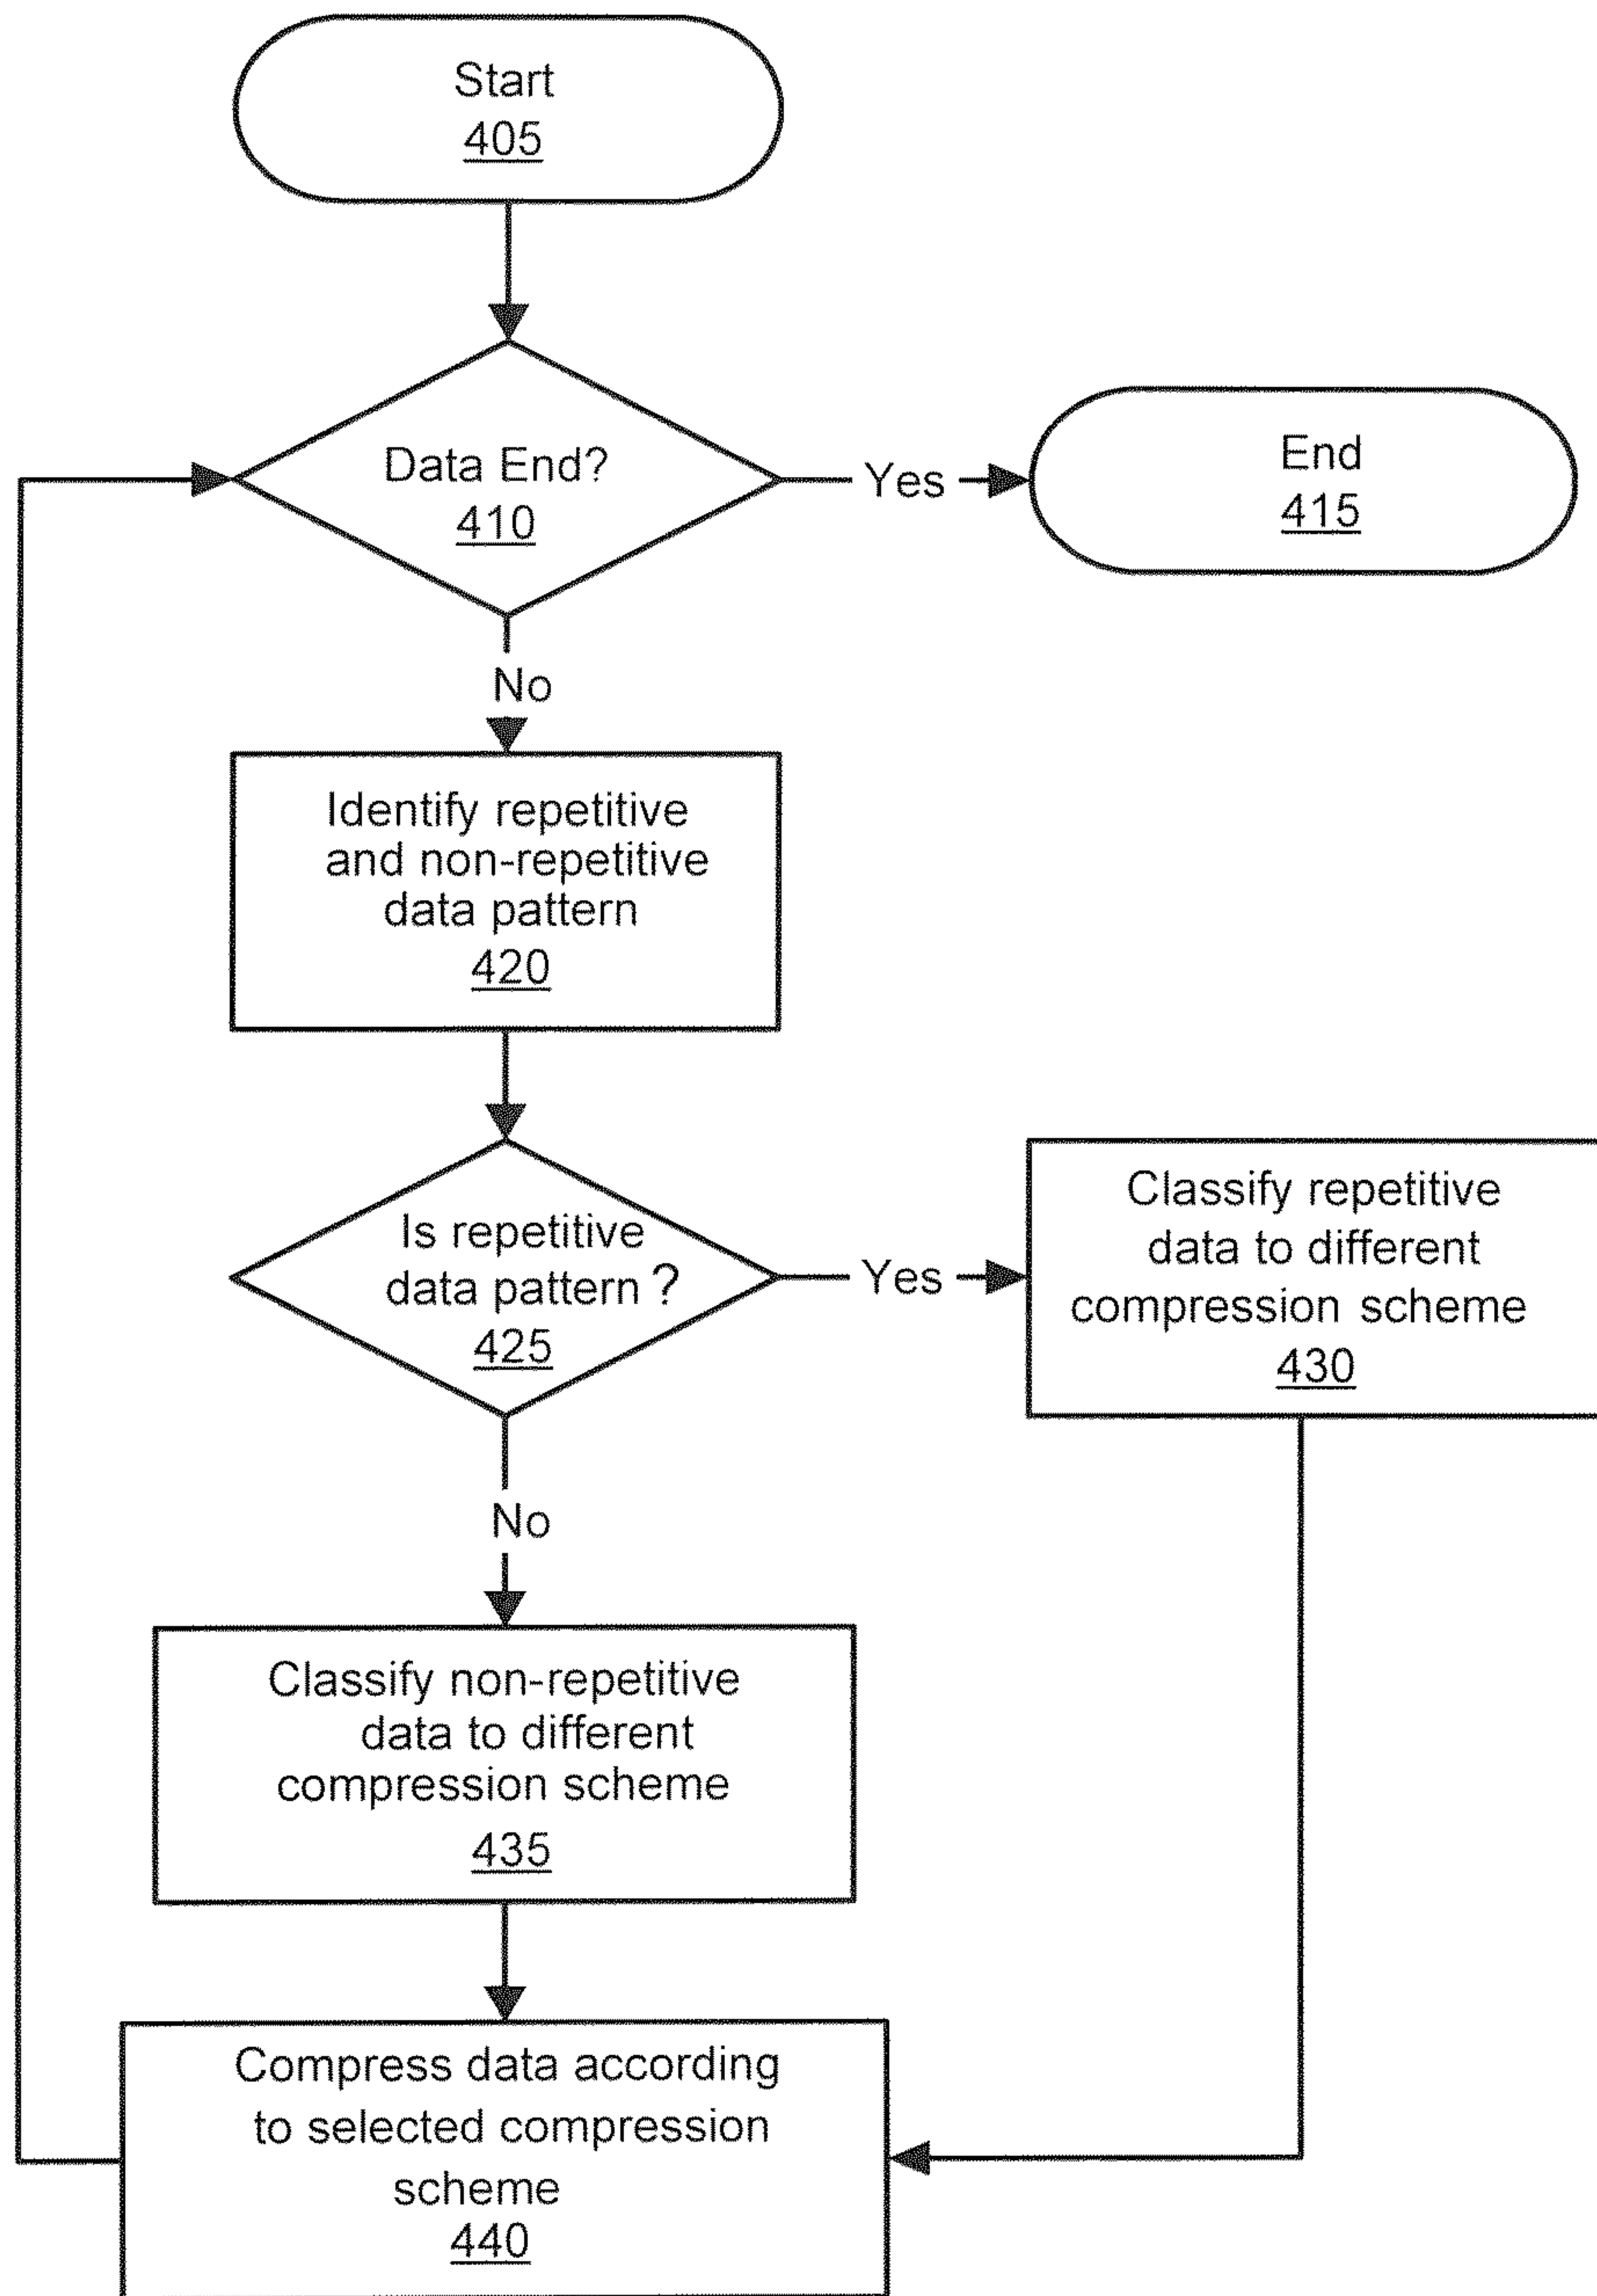 Start
405
Data End?
410
Yes
End
415
No
Identify repetitive
and non-repetitive
data pattern
420
Is repetitive
data pattern ?
425
Yes
Classify repetitive
data to different
compression scheme
430
No
Classify non-repetitive
data to different
compression scheme
435
Compress data according
to selected compression
scheme
440